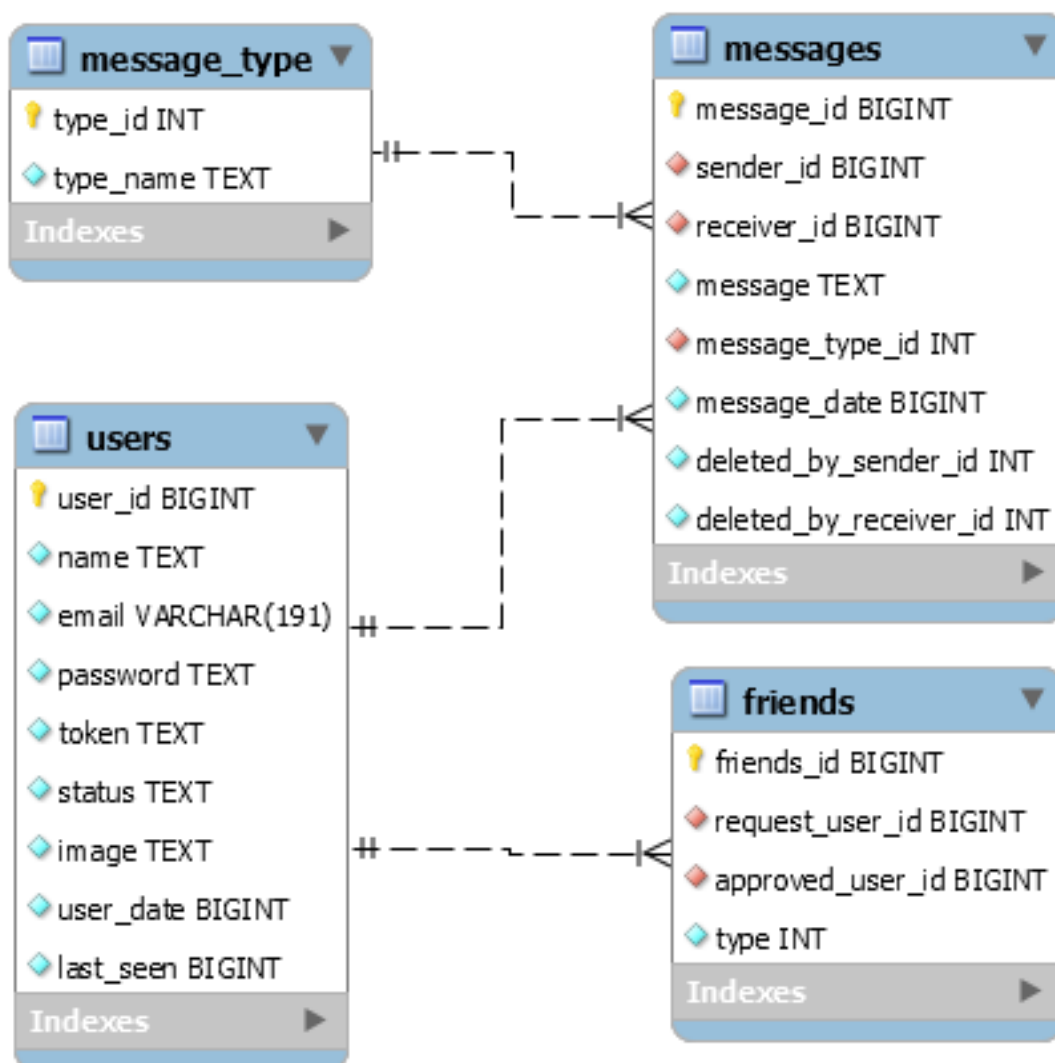 message_type
type_id INT
type_name TEXT
Indexes
messages
message_id BIGINT
sender_id BIGINT
receiver_id BIGINT
message TEXT
message_type_id INT
message_date BIGINT
deleted_by_sender_id INT
deleted_by_receiver_id INT
Indexes
users
user_id BIGINT
name TEXT
email VARCHAR(191)
password TEXT
token TEXT
status TEXT
image TEXT
user_date BIGINT
last_seen BIGINT
Indexes
friends
friends_id BIGINT
request_user_id BIGINT
approved_user_id BIGINT
type INT
Indexes